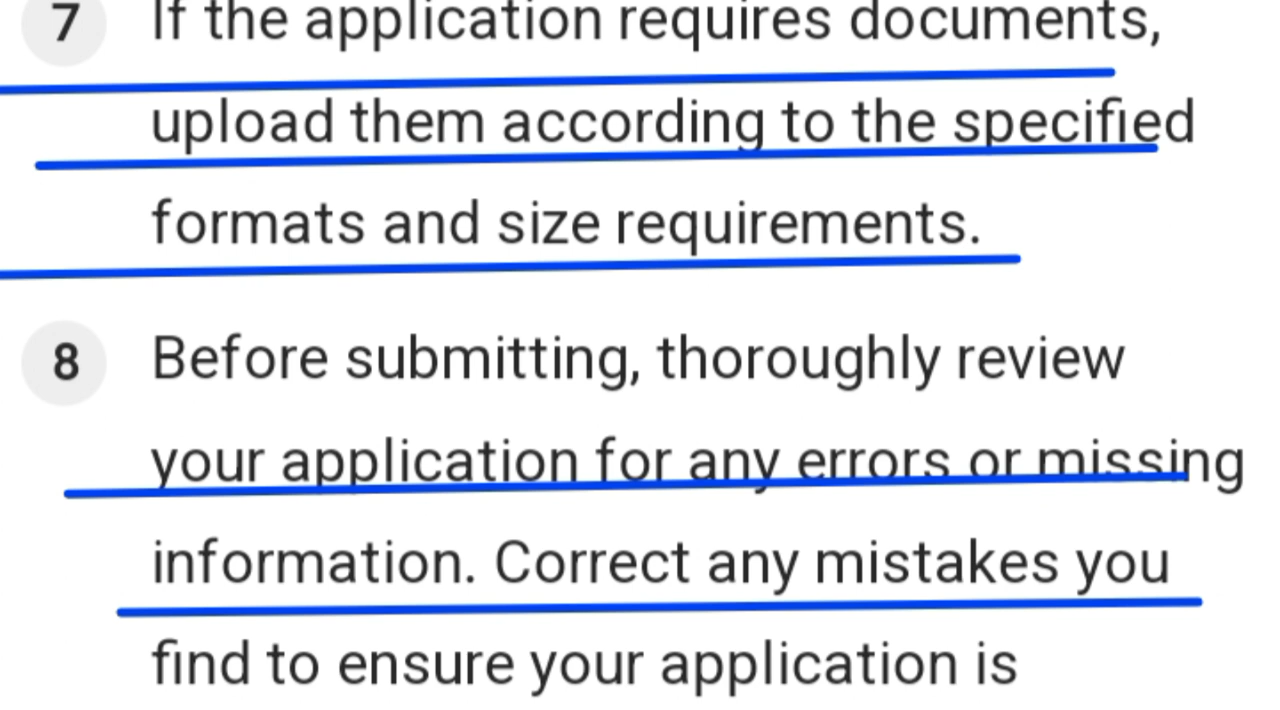 7 If the application requires documents,
upload them according to the specified
formats and size requirements.
8 Before submitting, thoroughly review
your application for any errors or missing
information. Correct any mistakes you
find to ensure your application is